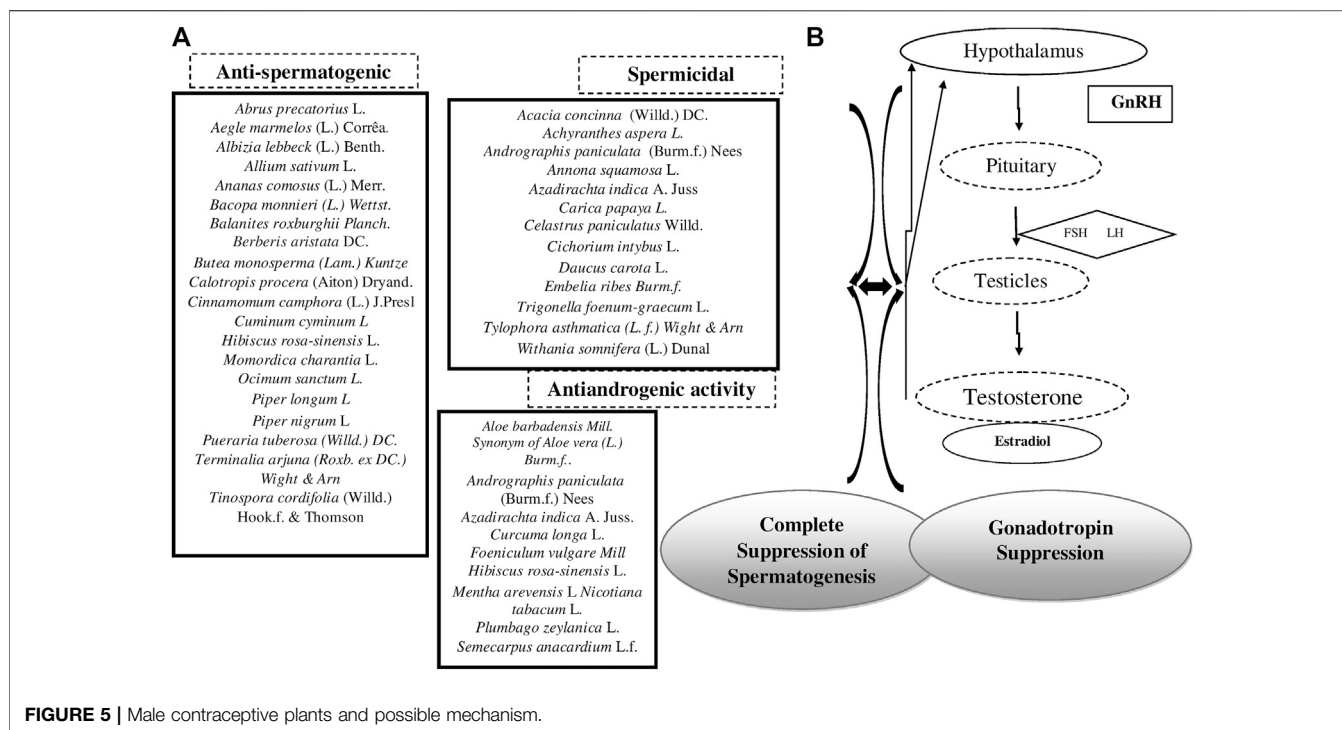 A
Anti-spermatogenic
Abrus precatorius L.
Aegle marmelos (L.) Corrêa.
Albizia lebbeck (L.) Benth.
Allium sativum L.
Ananas comosus (L.) Merr.
Bacopa monnieri (L.) Wettst.
Balanites roxburghii Planch.
Berberis aristata DC.
Butea monosperma (Lam.) Kuntze
Calotropis procera (Aiton) Dryand.
Cinnamomum camphora (L.) J.Presl
Cuminum cyminum L
Hibiscus rosa-sinensis L.
Momordica charantia L.
Ocimum sanctum L.
Piper longum L
Piper nigrum L
Pueraria tuberosa (Willd.) DC.
Terminalia arjuna (Roxb. ex DC.)
Wight & Arn
Tinospora cordifolia (Willd.)
Hook.f. & Thomson
Spermicidal
Acacia concinna (Willd.) DC.
Achyranthes aspera L.
Andrographis paniculata (Burm.f.) Nees
Annona squamosa L.
Azadirachta indica A. Juss
Carica papaya L.
Celastrus paniculatus Willd.
Cichorium intybus L.
Daucus carota L.
Embelia ribes Burm.f.
Trigonella foenum-graecum L.
Tylophora asthmatica (L. f.) Wight & Arn
Withania somnifera (L.) Dunal
Antiandrogenic activity
Aloe barbadensis Mill.
Synonym of Aloe vera (L.)
Burm.f..
Andrographis paniculata
(Burm.f.) Nees
Azadirachta indica A. Juss.
Curcuma longa L.
Foeniculum vulgare Mill
Hibiscus rosa-sinensis L.
Mentha arevensis L Nicotiana
tabacum L.
Plumbago zeylanica L.
Semecarpus anacardium L.f.
B
Hypothalamus
GnRH
Pituitary
FSH LH
Testicles
Testosterone
Estradiol
Complete
Suppression of
Spermatogenesis
Gonadotropin
Suppression
FIGURE 5 | Male contraceptive plants and possible mechanism.